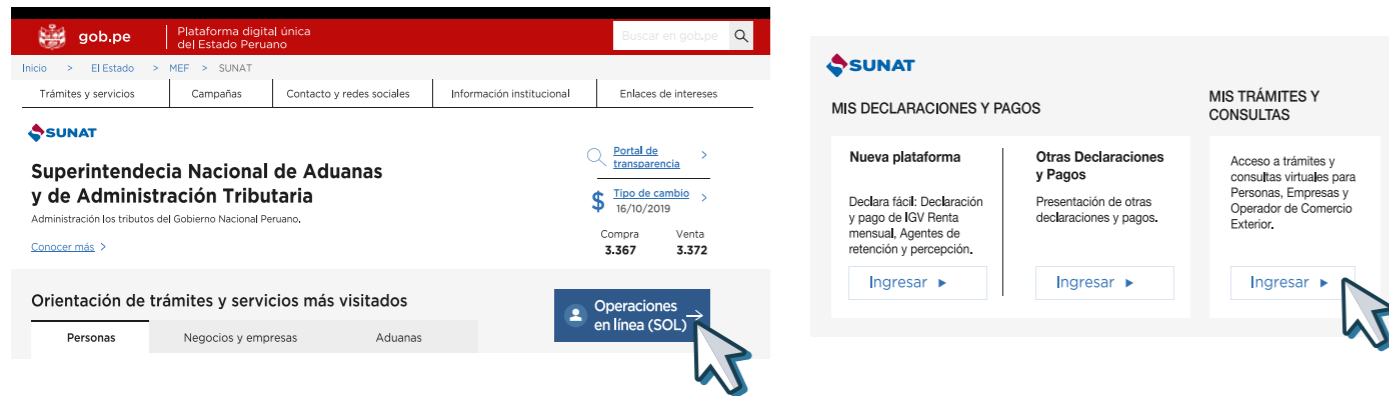 gob.pe
Plataforma digital única
del Estado Peruano
Buscar en gob.pe
Inicio > El Estado > MEF > SUNAT
Trámites y servicios
Campañas
Contacto y redes sociales
Información institucional
Enlaces de intereses
SUNAT
Superintendecia Nacional de Aduanas
y de Administración Tributaria
Administración los tributos del Gobierno Nacional Peruano.
Conocer más >
Portal de
transparencia >
$ Tipo de cambio >
16/10/2019
Compra Venta
3.367 3.372
Orientación de trámites y servicios más visitados
Operaciones
en línea (SOL)
Personas
Negocios y empresas
Aduanas
SUNAT
MIS DECLARACIONES Y PAGOS
Nueva plataforma
Declara fácil: Declaración
y pago de IGV Renta
mensual, Agentes de
retención y percepción.
Ingresar
Otras Declaraciones
y Pagos
Presentación de otras
declaraciones y pagos.
Ingresar
MIS TRÁMITES Y
CONSULTAS
Acceso a trámites y
consultas virtuales para
Personas, Empresas y
Operador de Comercio
Exterior.
Ingresar